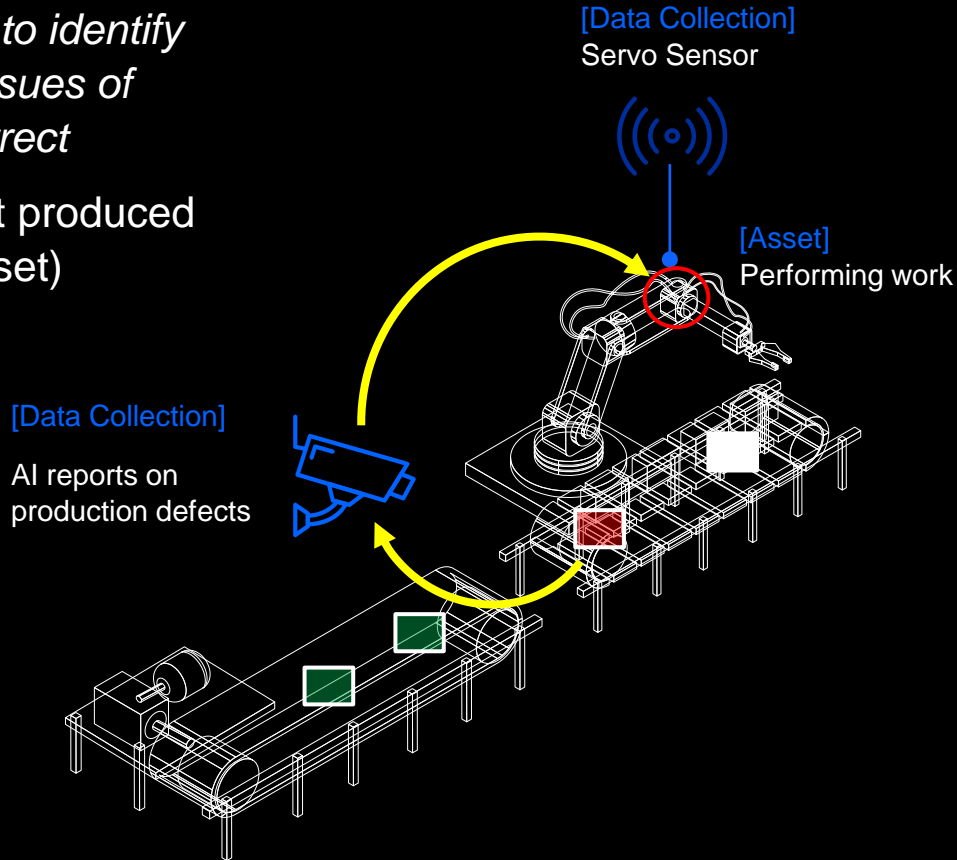 to identify
sues of
rect
t produced
set)
[Data Collection]
Servo Sensor
[Asset]
Performing work
[Data Collection]
AI reports on
production defects